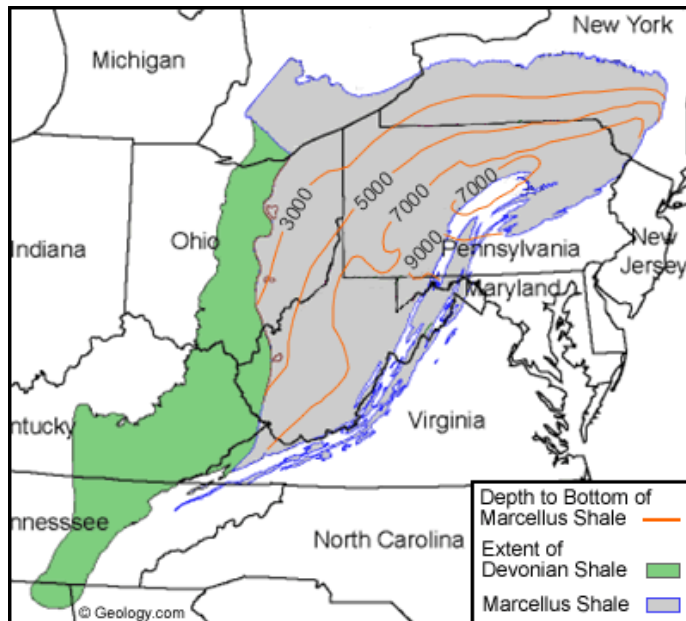 New York
Michigan
3000
5000
7000
7000
9000
Ohio
Indiana
Pennsylvania
New
Jersey
Maryland
Virginia
ntucky
nnesssee
North Carolina
Depth to Bottom of
Marcellus Shale
Extent of
Devonian Shale
Marcellus Shale
© Geology.com